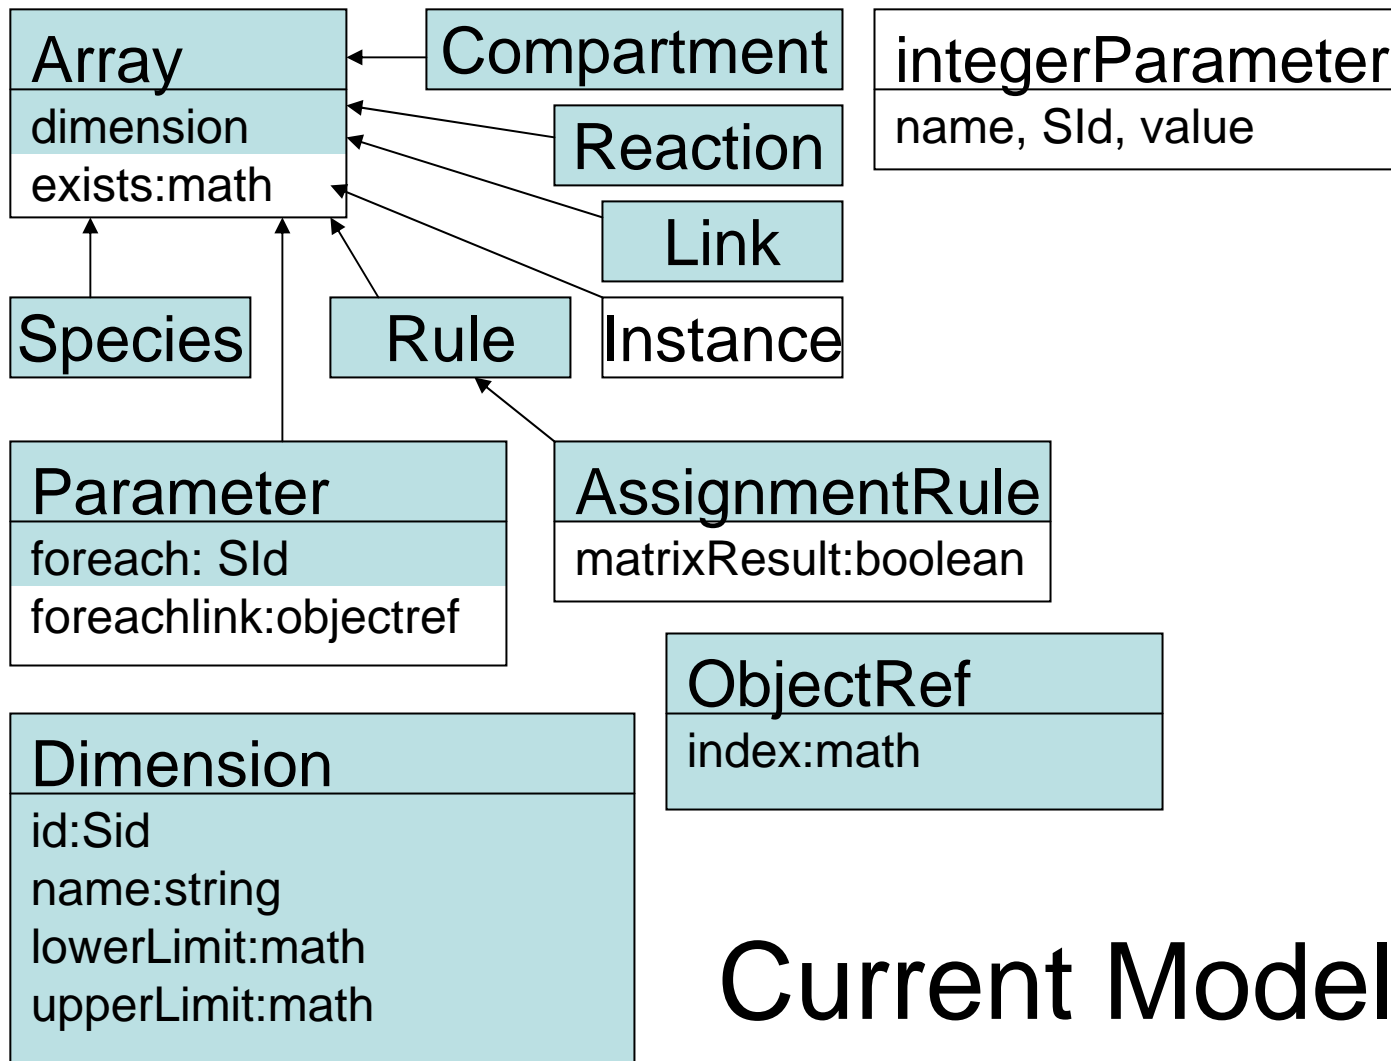 Array
dimension
exists:math
Compartment
Reaction
Link
Instance
integerParameter
name, SId, value
Species
Rule
Parameter
foreach: SId
foreachlink:objectref
AssignmentRule
matrixResult:boolean
ObjectRef
index:math
Dimension
id:Sid
name:string
lowerLimit:math
upperLimit:math
Current Model